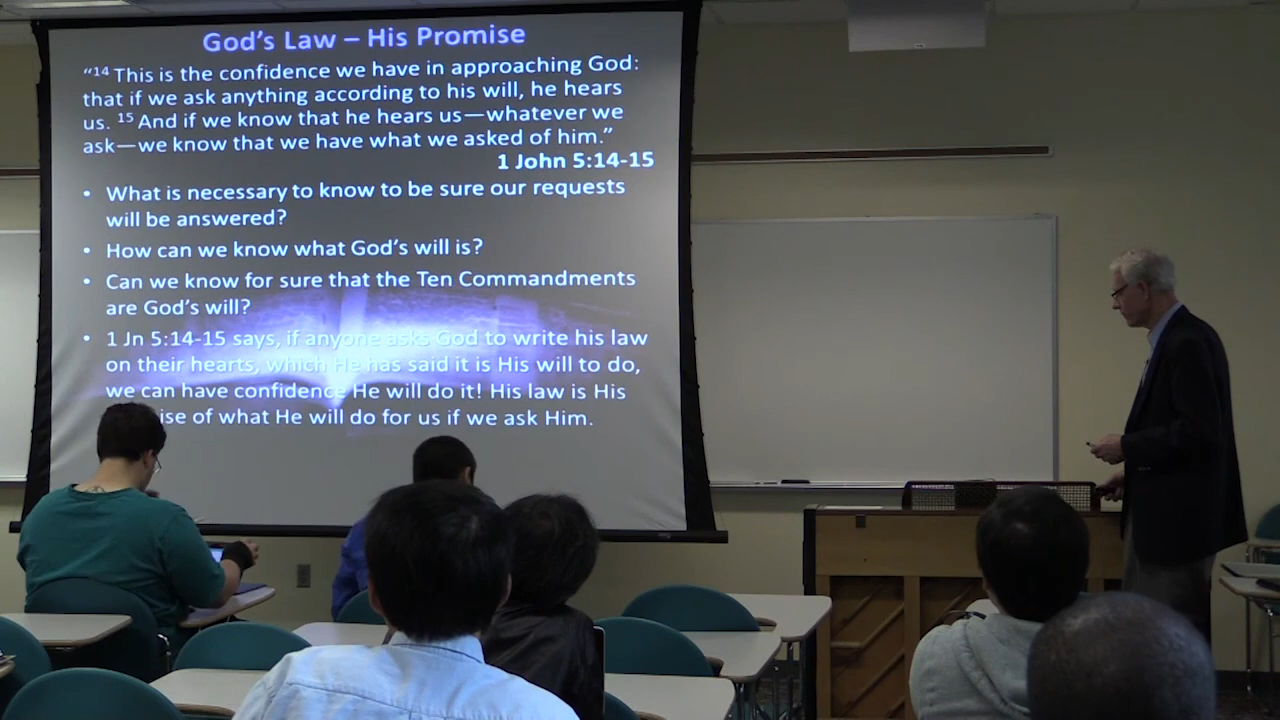 God's Law – His Promise
“14 This is the confidence we have in approaching God:
that if we ask anything according to his will, he hears
us. 15 And if we know that he hears us—whatever we
ask—we know that we have what we asked of him.”
1 John 5:14-15
• What is necessary to know to be sure our requests
will be answered?
• How can we know what God's will is?
• Can we know for sure that the Ten Commandments
are God's will?
• 1 Jn 5:14-15 says, if anyone asks God to write his law
on their hearts, which He has said it is His will to do,
we can have confidence He will do it! His law is His
ise of what He will do for us if we ask Him.